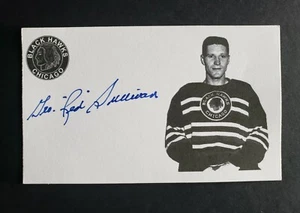 BLACK HAWKS
CHICAGO
Geo. "Red" Sullivan